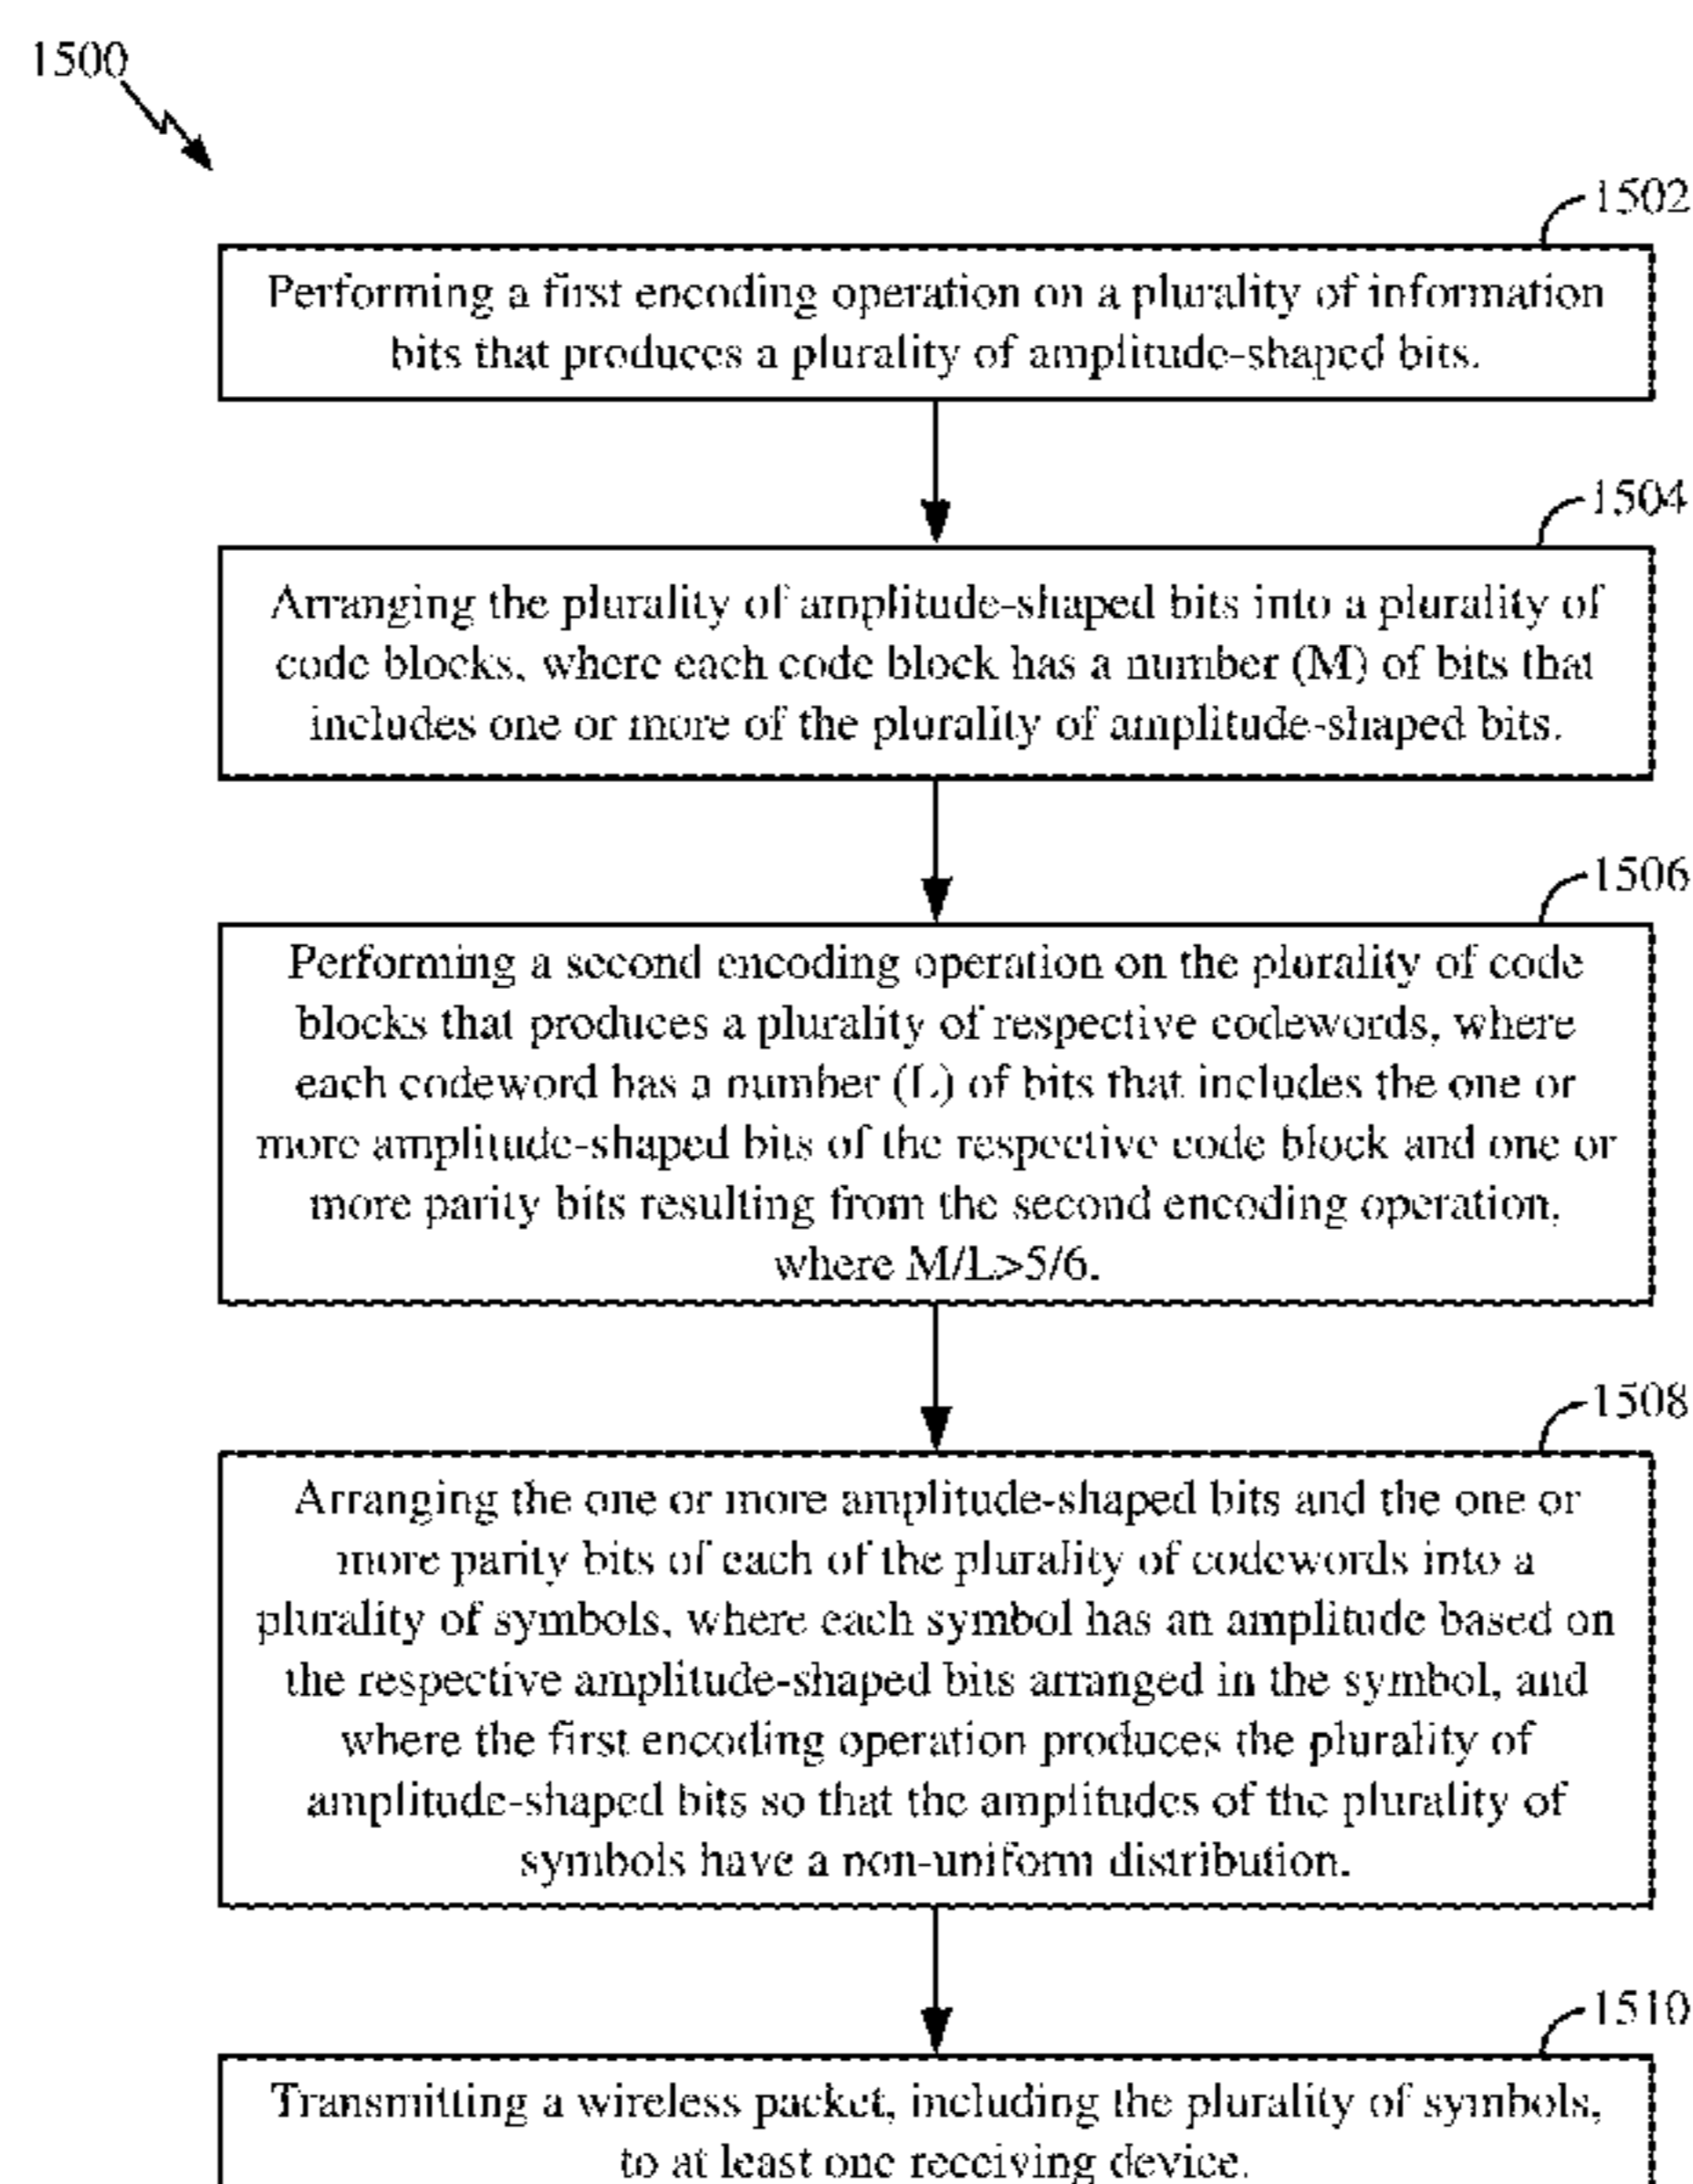 1500
1502
Performing a first encoding operation on a plurality of information
bits that produces a plurality of amplitude-shaped bits.
1504
Arranging the plurality of amplitude-shaped bits into a plurality of
code blocks, where each code block has a number (M) of bits that
includes one or more of the plurality of amplitude-shaped bits.
1506
Performing a second encoding operation on the plurality of code
blocks that produces a plurality of respective codewords, where
each codeword has a number (L) of bits that includes the one or
more amplitude-shaped bits of the respective code block and one or
more parity bits resulting from the second encoding operation,
where M/L>5/6.
1508
Arranging the one or more amplitude-shaped bits and the one or
more parity bits of each of the plurality of codewords into a
plurality of symbols, where each symbol has an amplitude based on
the respective amplitude-shaped bits arranged in the symbol, and
where the first encoding operation produces the plurality of
amplitude-shaped bits so that the amplitudes of the plurality of
symbols have a non-uniform distribution.
1510
Transmitting a wireless packet, including the plurality of symbols,
to at least one receiving device.